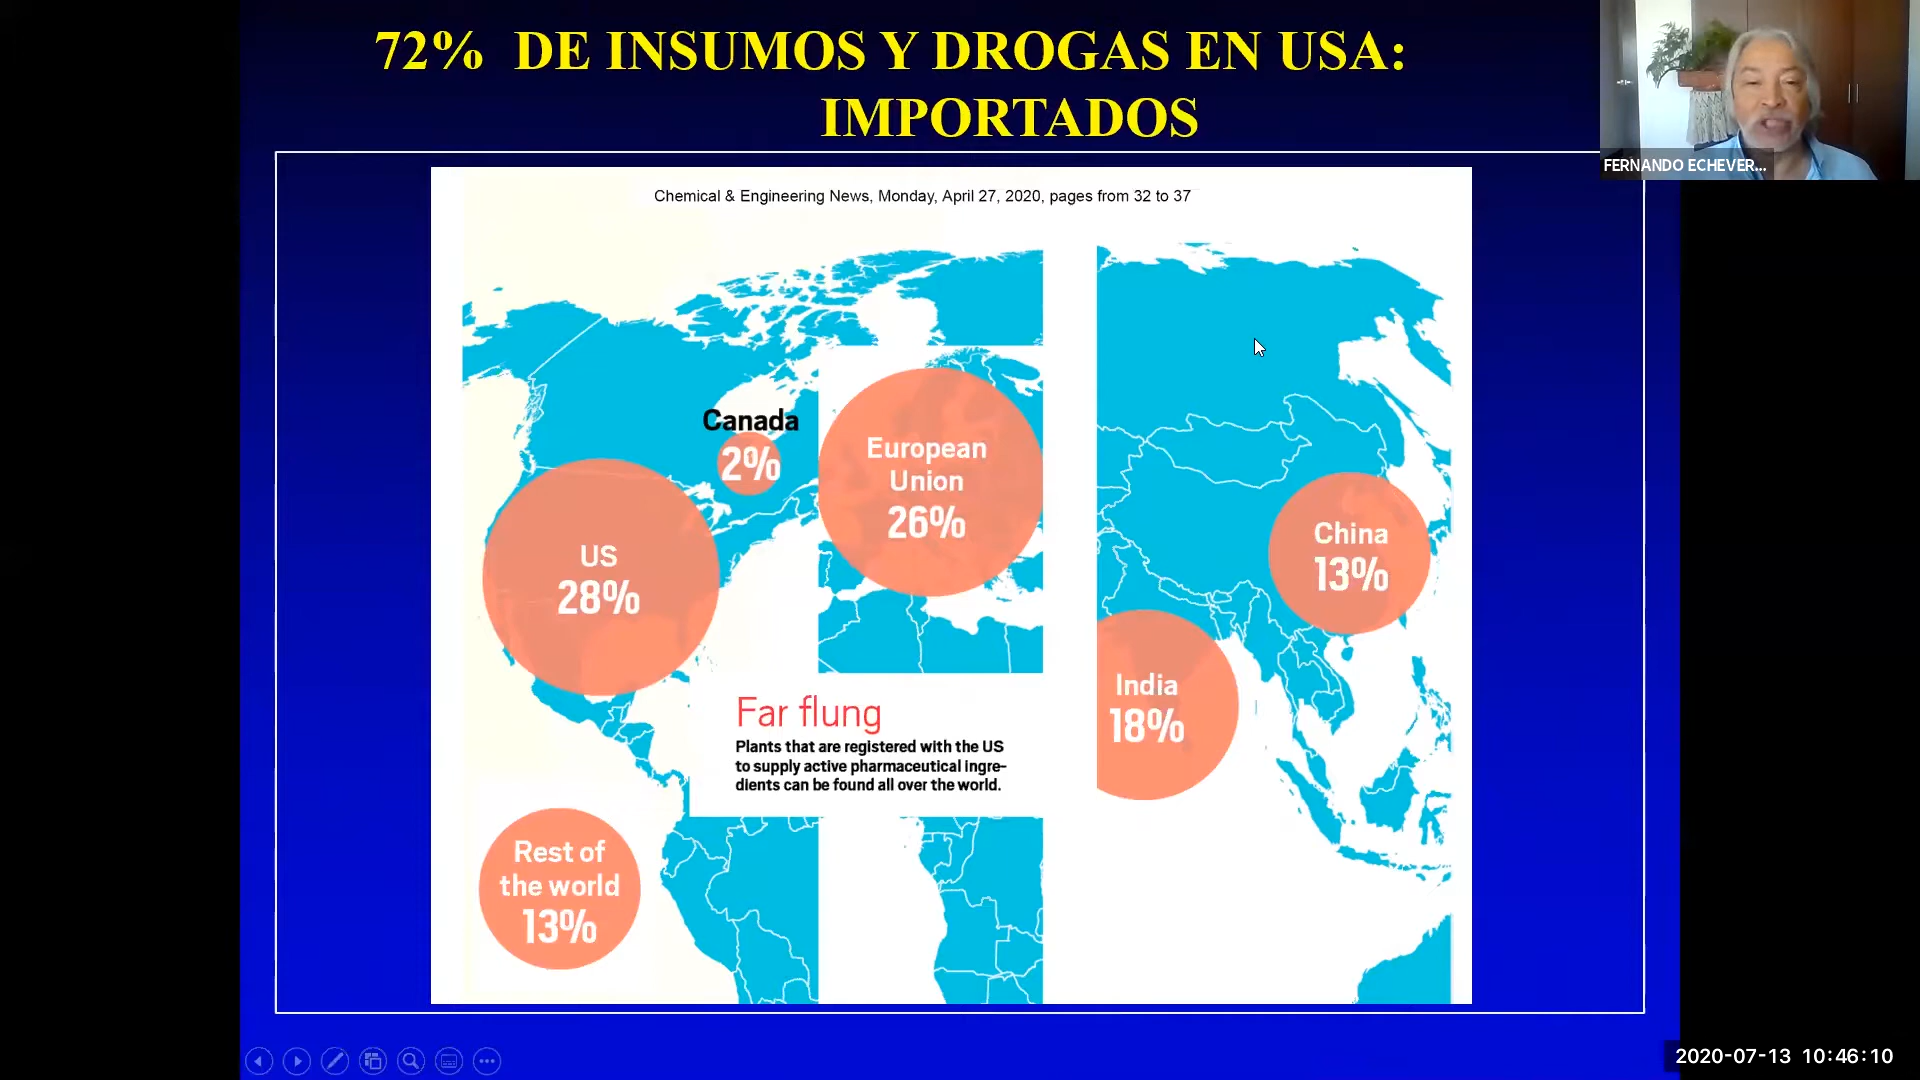 72% DE INSUMOS Y DROGAS EN USA:
IMPORTADOS
FERNANDO ECHEVER...
Chemical & Engineering News, Monday, April 27, 2020, pages from 32 to 37
Canada
2%
European
Union
26%
US
28%
China
13%
India
18%
Far flung
Plants that are registered with the US
to supply active pharmaceutical ingre-
dients can be found all over the world.
Rest of
the world
13%
2020-07-13 10:46:10